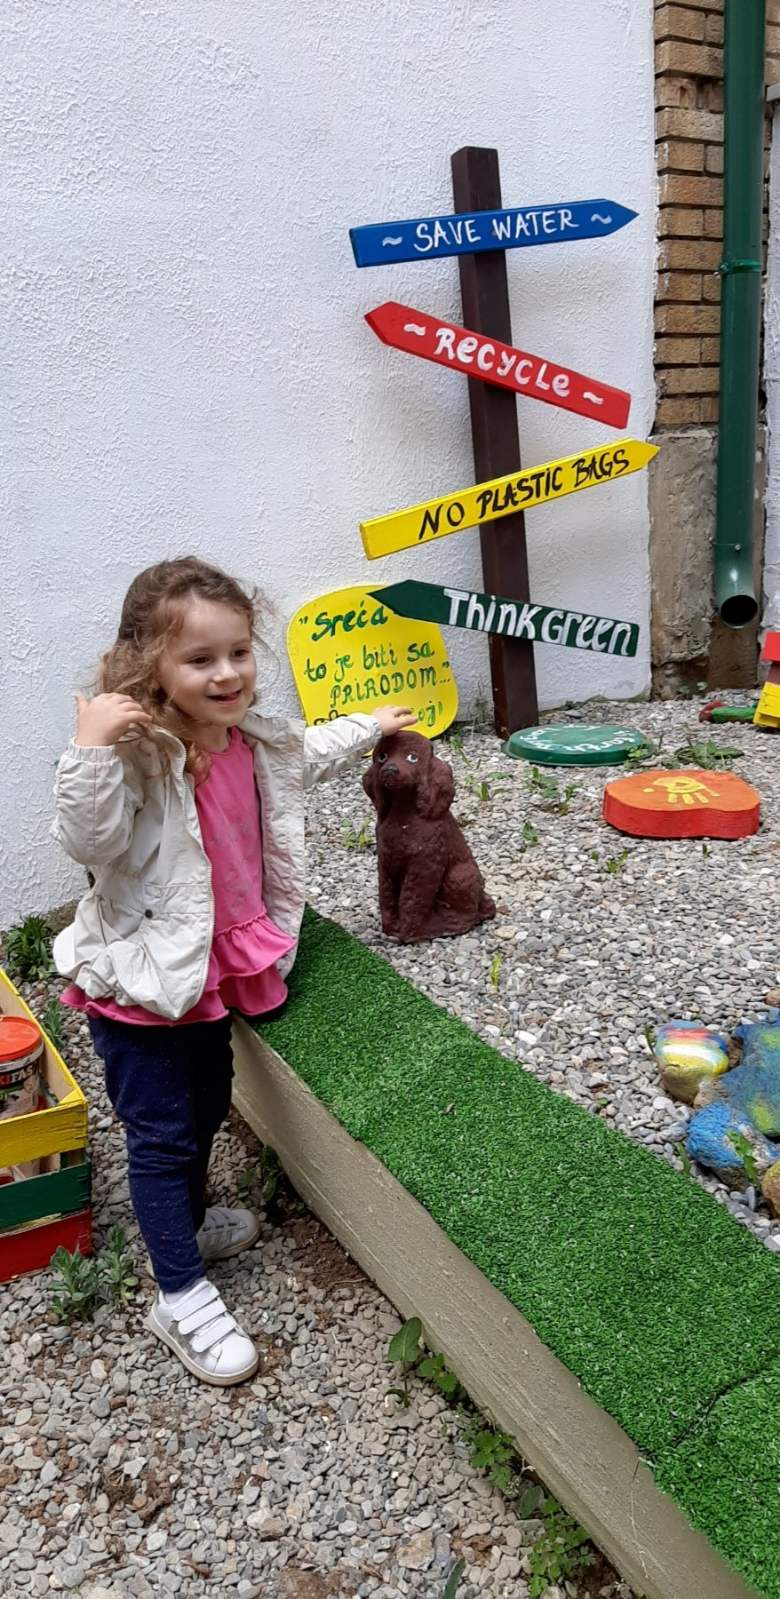 ~ SAVE WATER ~
~ RECYCLE ~
NO PLASTIC BAGS
Think Green
"Sreća
to je biti sa
PRIRODOM..."